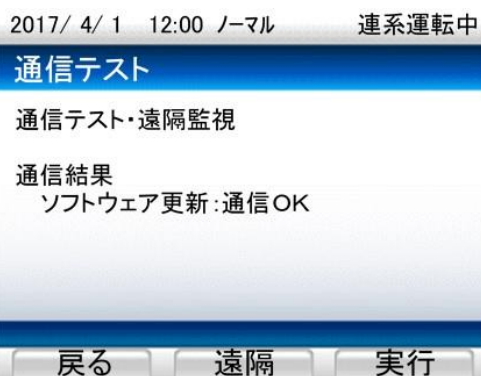 2017/ 4/ 1 12:00 ノーマル 連系運転中
通信テスト
通信テスト・遠隔監視
通信結果
ソフトウェア更新:通信OK
戻る 遠隔 実行